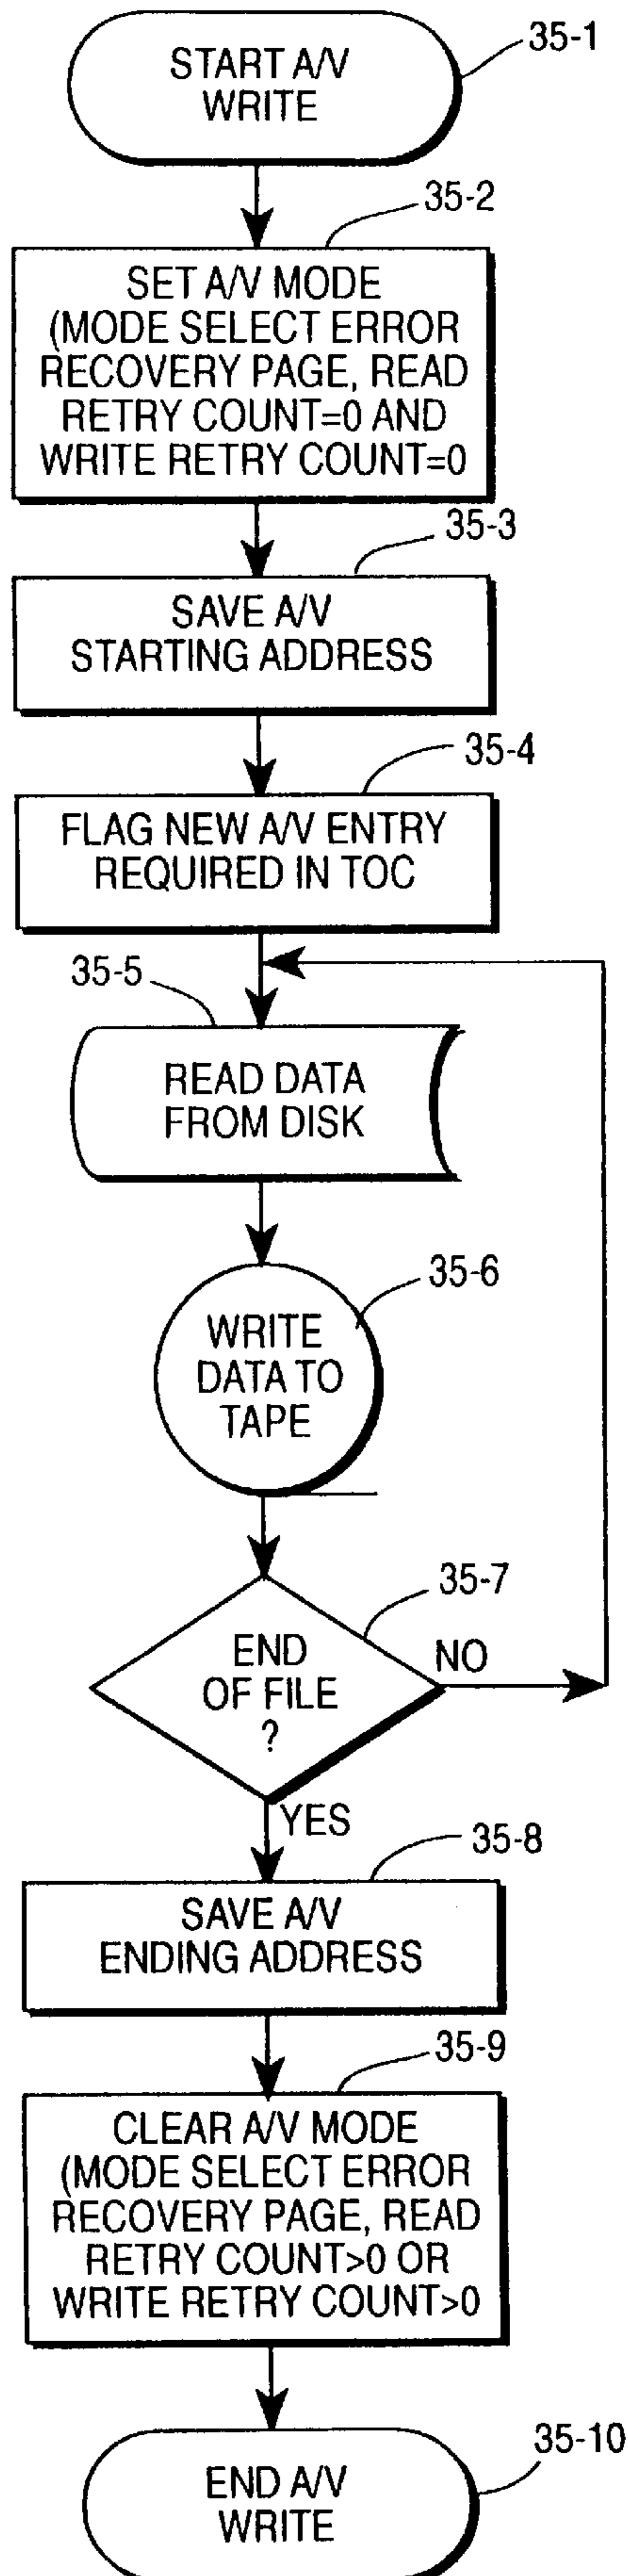 START A/V
WRITE
35-1
35-2
SET A/V MODE
(MODE SELECT ERROR
RECOVERY PAGE, READ
RETRY COUNT=0 AND
WRITE RETRY COUNT=0
35-3
SAVE A/V
STARTING ADDRESS
35-4
FLAG NEW A/V ENTRY
REQUIRED IN TOC
35-5
READ DATA
FROM DISK
35-6
WRITE
DATA TO
TAPE
35-7
END
OF FILE
?
NO
YES
35-8
SAVE A/V
ENDING ADDRESS
35-9
CLEAR A/V MODE
(MODE SELECT ERROR
RECOVERY PAGE, READ
RETRY COUNT>0 OR
WRITE RETRY COUNT>0
35-10
END A/V
WRITE